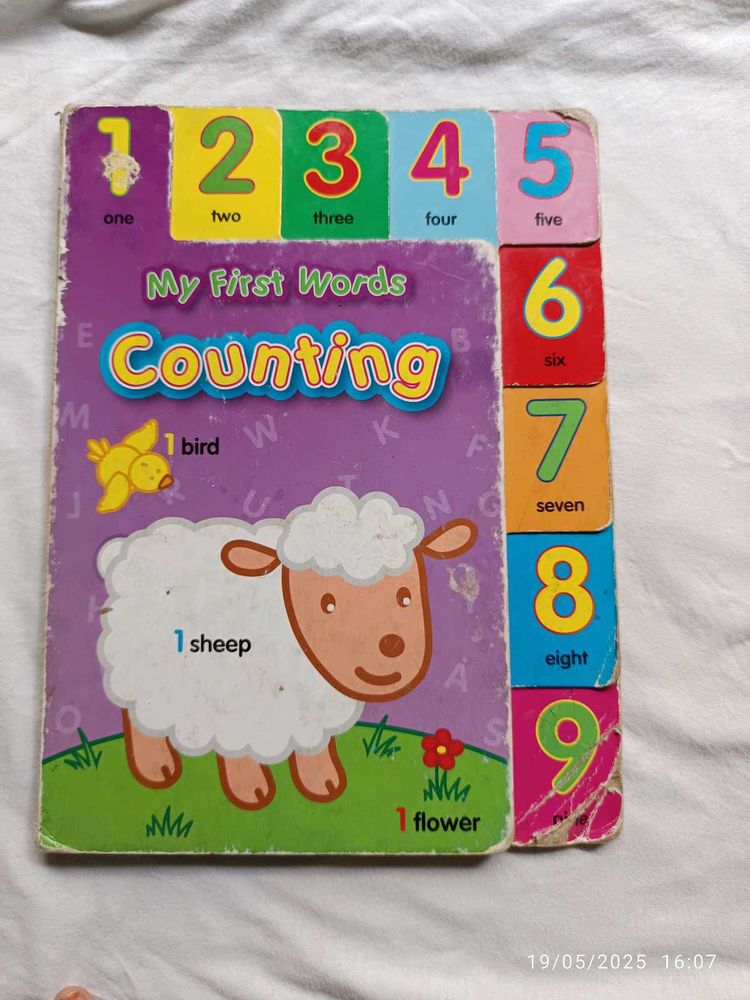 1 2 3 4 5
one two three four five
My First Words
Counting
6
six
1 bird
7
seven
8
eight
1 sheep
9
nine
1 flower
19/05/2025 16:07